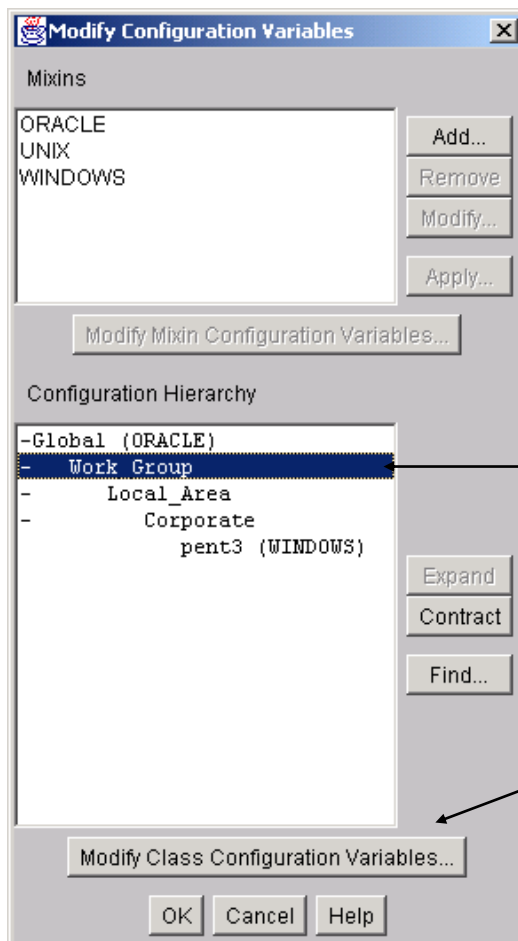 Modify Configuration Variables
Mixins
ORACLE
UNIX
WINDOWS
Add...
Remove
Modify...
Apply...
Modify Mixin Configuration Variables...
Configuration Hierarchy
-Global (ORACLE)
-   Work Group
-      Local_Area
-         Corporate
            pent3 (WINDOWS)
Expand
Contract
Find...
Modify Class Configuration Variables...
OK
Cancel
Help